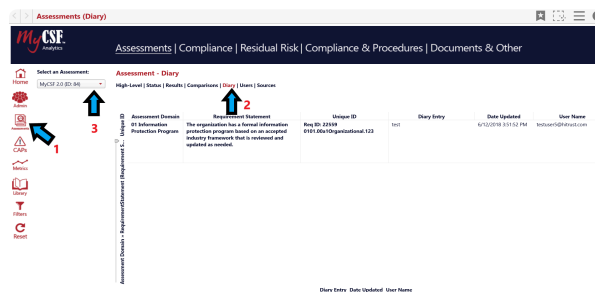 Assessments (Diary)
MyCSF
Analytics
Assessments | Compliance | Residual Risk | Compliance & Procedures | Documents & Other
Home
Admin
Assessments
CAPs
Metrics
Library
Filters
Reset
Select an Assessment:
MyCSF 2.0 (ID: 84)
1
3
Assessment - Diary
High-Level | Status | Results | Comparisons | Diary | Users | Sources
2
Assessment Domain Requirement Statement Unique ID Diary Entry Date Updated User Name
01 Information The organization has a formal information Req ID: 22559 test 6/12/2018 3:51:52 PM testuser5@hitrust.com
Protection Program protection program based on an accepted 0101.00a1Organizational.123
industry framework that is reviewed and
updated as needed.
Assessment Domain • RequirementStatement (Requirement S... Unique ID
Diary Entry Date Updated User Name